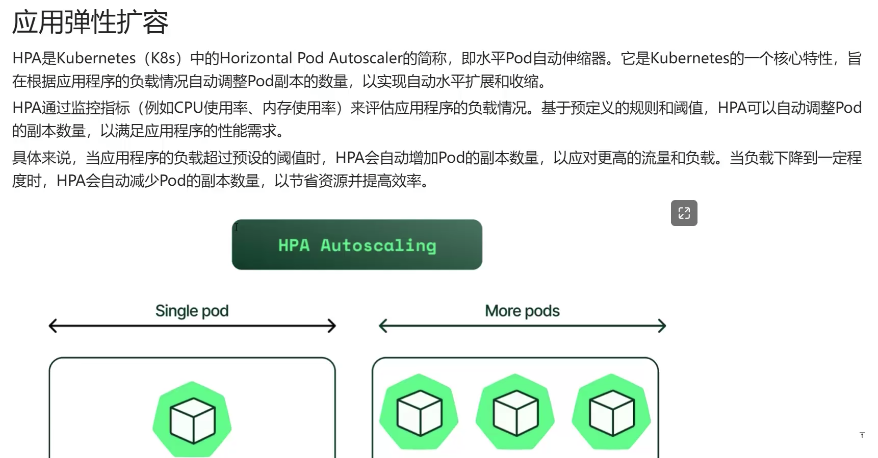 应用弹性扩容
HPA是Kubernetes（K8s）中的Horizontal Pod Autoscaler的简称，即水平Pod自动伸缩器。它是Kubernetes的一个核心特性，旨
在根据应用程序的负载情况自动调整Pod副本的数量，以实现自动水平扩展和收缩。
HPA通过监控指标（例如CPU使用率、内存使用率）来评估应用程序的负载情况。基于预定义的规则和阈值，HPA可以自动调整Pod
的副本数量，以满足应用程序的性能需求。
具体来说，当应用程序的负载超过预设的阈值时，HPA会自动增加Pod的副本数量，以应对更高的流量和负载。当负载下降到一定程
度时，HPA会自动减少Pod的副本数量，以节省资源并提高效率。
HPA Autoscaling
Single pod
More pods